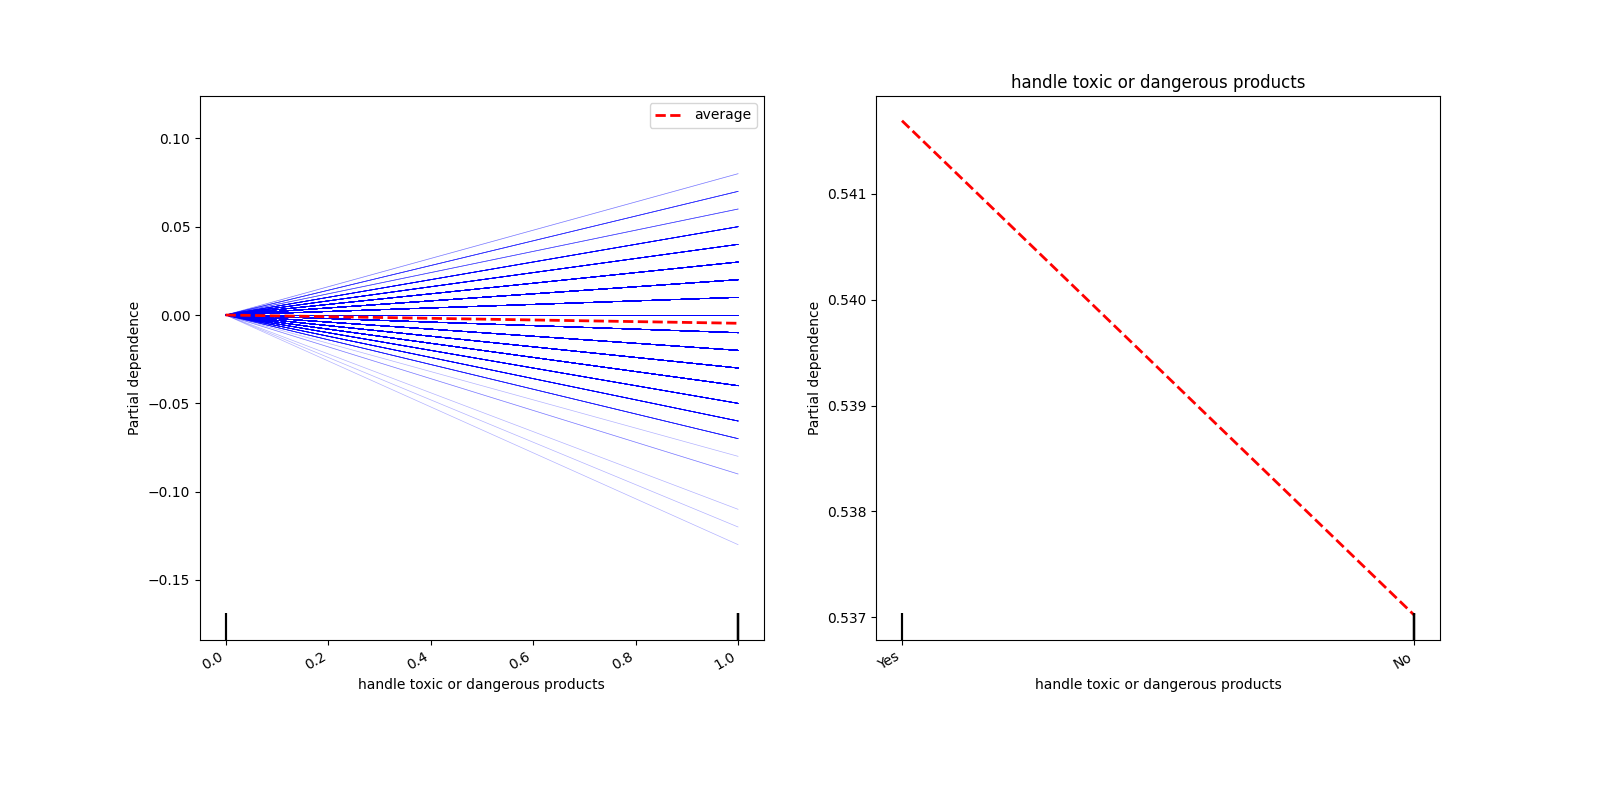 average
0.10
0.05
0.00
−0.05
−0.10
−0.15
Partial dependence
0.0
0.2
0.4
0.6
0.8
1.0
handle toxic or dangerous products
handle toxic or dangerous products
0.541
0.540
0.539
0.538
0.537
Partial dependence
Yes
No
handle toxic or dangerous products